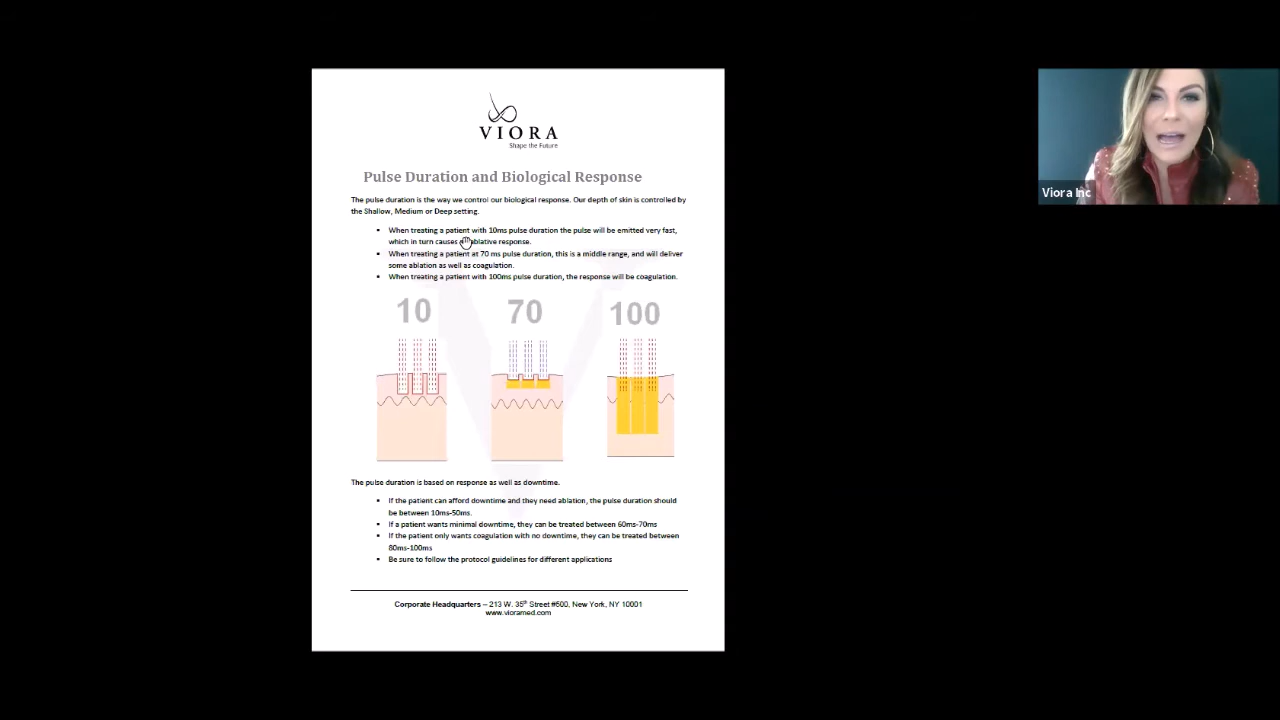 VIORA
Shape the Future
Pulse Duration and Biological Response
The pulse duration is the way we control our biological response. Our depth of skin is controlled by
the Shallow, Medium or Deep setting.
▪ When treating a patient with 10ms pulse duration the pulse will be emitted very fast,
which in turn causes ablative response.
▪ When treating a patient at 70 ms pulse duration, this is a middle range, and will deliver
some ablation as well as coagulation.
▪ When treating a patient with 100ms pulse duration, the response will be coagulation.
10 70 100
The pulse duration is based on response as well as downtime.
▪ If the patient can afford downtime and they need ablation, the pulse duration should
be between 10ms-50ms.
▪ If a patient wants minimal downtime, they can be treated between 60ms-70ms
▪ If the patient only wants coagulation with no downtime, they can be treated between
80ms-100ms
▪ Be sure to follow the protocol guidelines for different applications
Corporate Headquarters – 213 W. 35th Street #500, New York, NY 10001
www.vioramed.com
Viora Inc